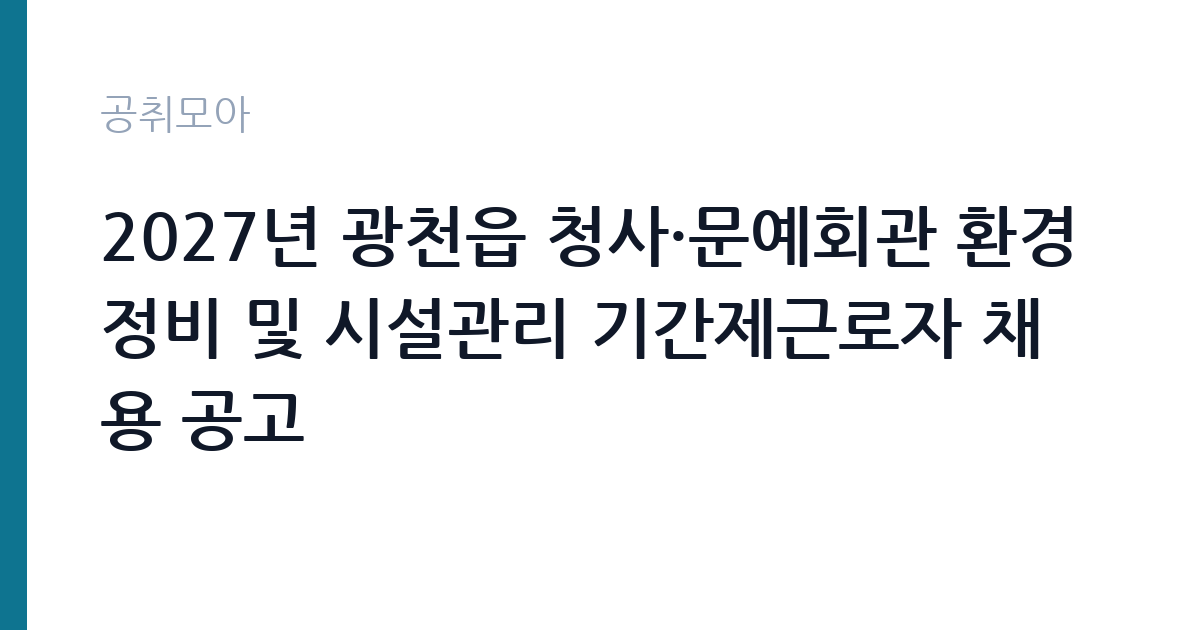 공취모아
2027년 광천읍 청사·문예회관 환경
정비 및 시설관리 기간제근로자 채
용 공고